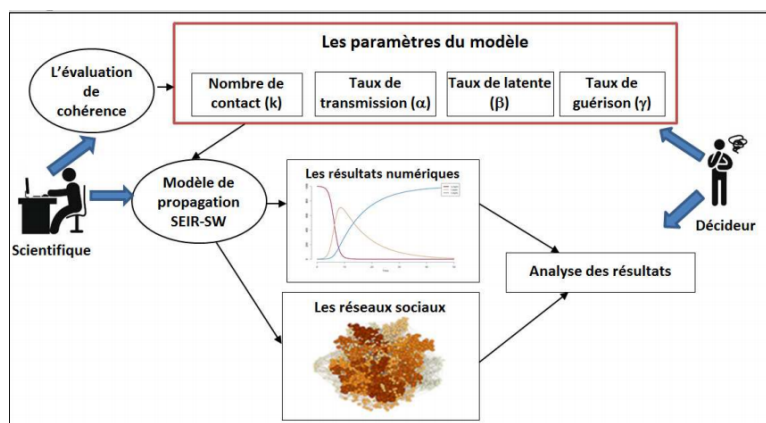 Les paramètres du modèle
L'évaluation
de
cohérence
Nombre de
contact (k)
Taux de
transmission (α)
Taux de latente
(β)
Taux de
guérison (γ)
Scientifique
Modèle de
propagation
SEIR-SW
Les résultats numériques
Décideur
Analyse des résultats
Les réseaux sociaux